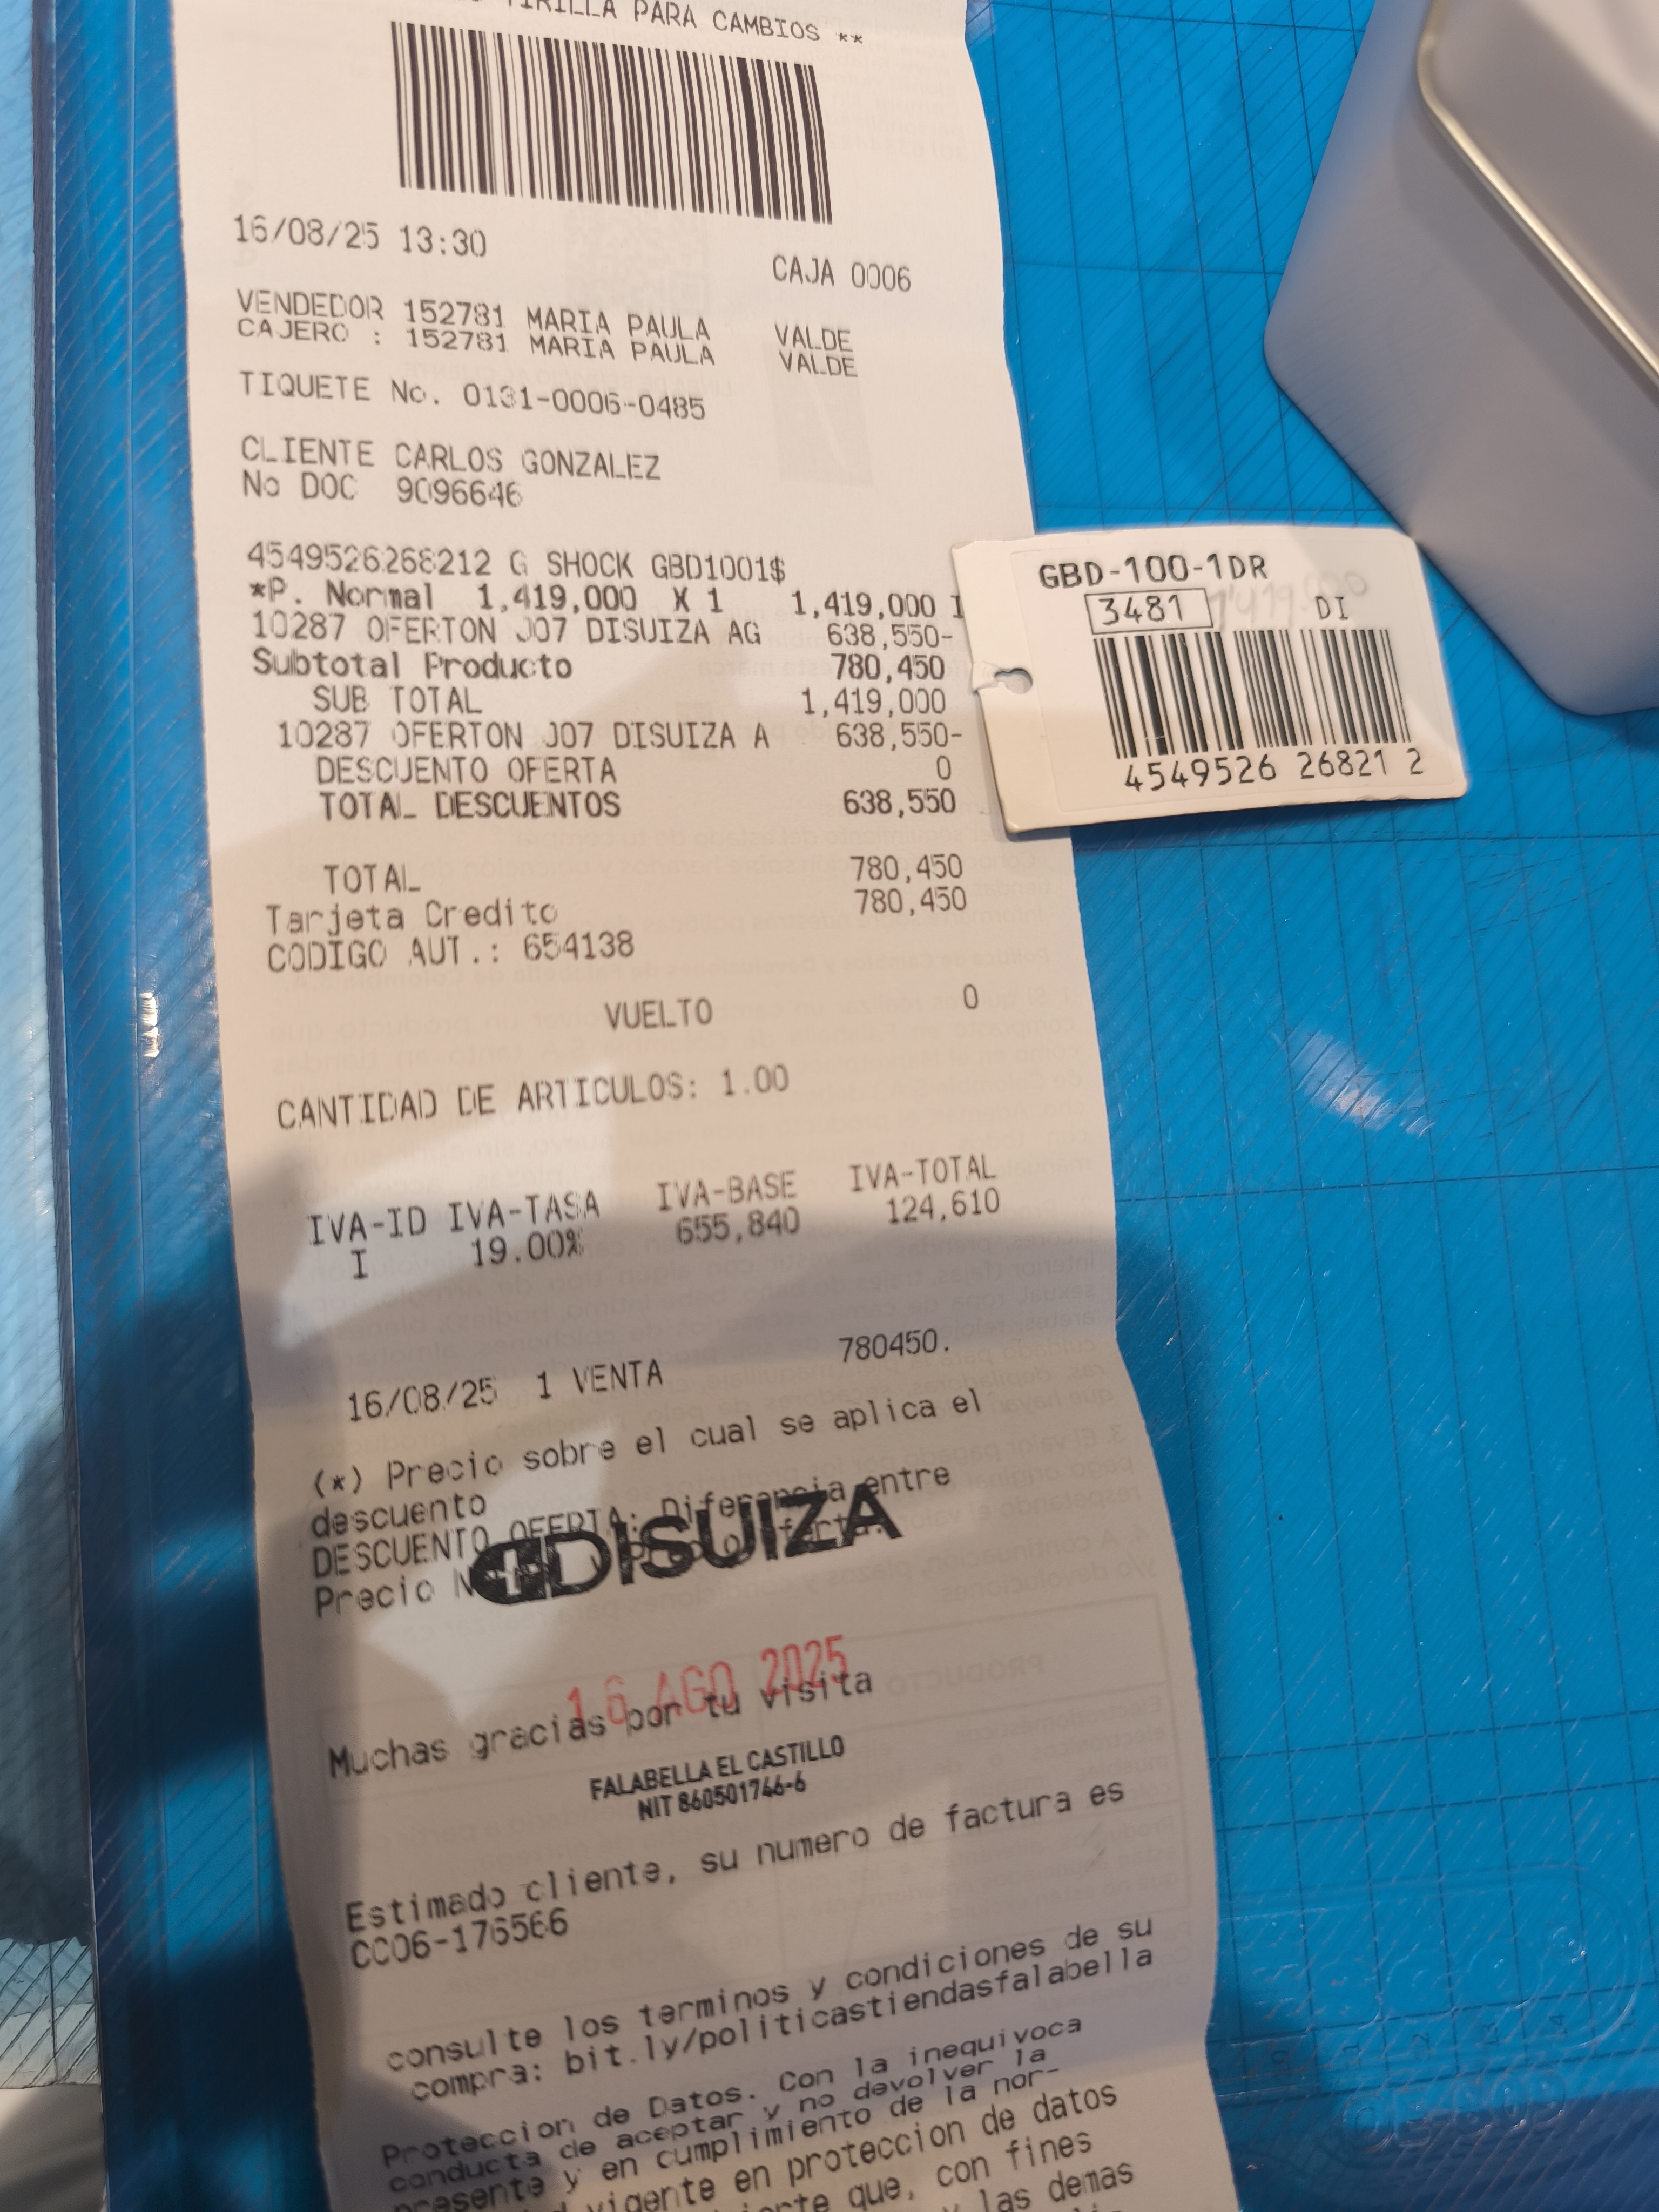 TIRILLA PARA CAMBIOS **
16/08/25 13:30
CAJA 0006
VENDEDOR 152781 MARIA PAULA VALDE
CAJERO : 152781 MARIA PAULA VALDE
TIQUETE No. 0131-0006-0485
CLIENTE CARLOS GONZALEZ
No DOC 9096646
4549526268212 G SHOCK GBD1001$
*P. Normal 1,419,000 X 1 1,419,000 I
10287 OFERTON J07 DISUIZA AG 638,550-
Subtotal Producto 780,450
SUB TOTAL 1,419,000
10287 OFERTON J07 DISUIZA A 638,550-
DESCUENTO OFERTA 0
TOTAL DESCUENTOS 638,550
TOTAL 780,450
Tarjeta Credito 780,450
CODIGO AUT.: 654138
VUELTO 0
CANTIDAD DE ARTICULOS: 1.00
IVA-ID IVA-TASA IVA-BASE IVA-TOTAL
I 19.00% 655,840 124,610
16/08/25 1 VENTA 780450.
(*) Precio sobre el cual se aplica el
descuento
DESCUENTO OFERTA: Diferencia entre
Precio
DISUIZA
16 AGO 2025
Muchas gracias por tu visita
FALABELLA EL CASTILLO
NIT 860501746-6
Estimado cliente, su numero de factura es
CC06-176566
consulte los terminos y condiciones de su
compra: bit.ly/politicastiendasfalabella
Proteccion de Datos. Con la inequivoca
conducta de aceptar y no devolver la
presente y en cumplimiento de la nor-
vigente en proteccion de datos
que, con fines
y las demas
GBD-100-1DR
3481 DI
4549526 26821 2